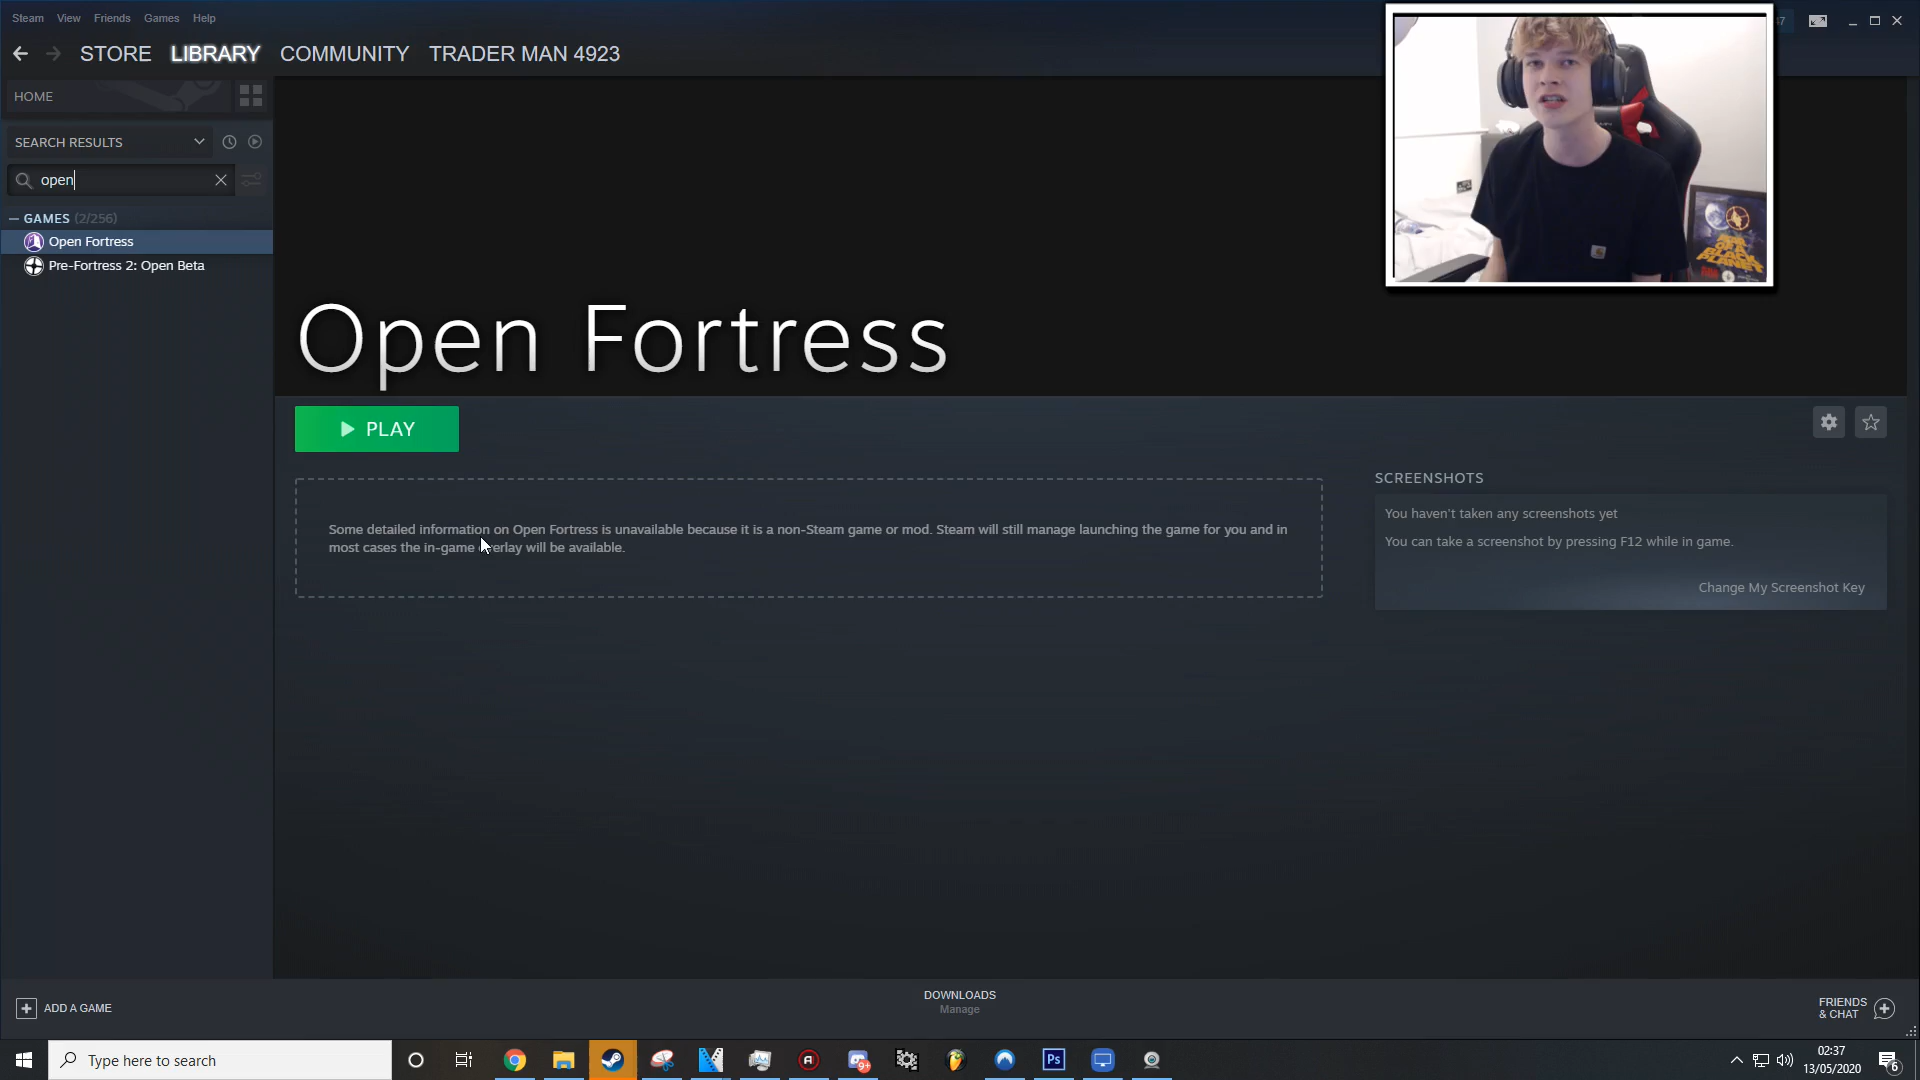 Steam View Friends Games Help
47
STORE LIBRARY COMMUNITY TRADER MAN 4923
HOME
SEARCH RESULTS
open
GAMES (2/256)
Open Fortress
Pre-Fortress 2: Open Beta
Open Fortress
PLAY
Some detailed information on Open Fortress is unavailable because it is a non-Steam game or mod. Steam will still manage launching the game for you and in
most cases the in-game overlay will be available.
SCREENSHOTS
You haven't taken any screenshots yet
You can take a screenshot by pressing F12 while in game.
Change My Screenshot Key
ADD A GAME
DOWNLOADS
Manage
FRIENDS
& CHAT
Type here to search
9+
Ps
02:37
13/05/2020
6